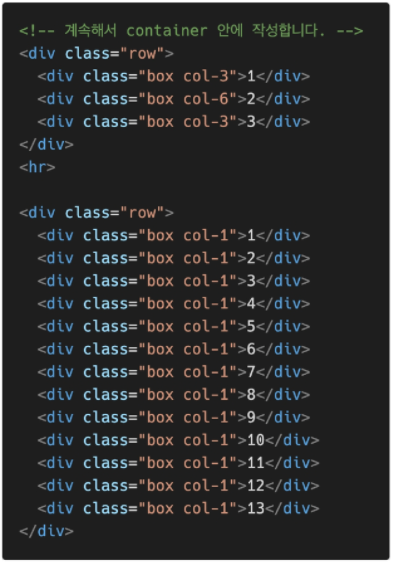 <!-- 계속해서 container 안에 작성합니다. -->
<div class="row">
  <div class="box col-3">1</div>
  <div class="box col-6">2</div>
  <div class="box col-3">3</div>
</div>
<hr>

<div class="row">
  <div class="box col-1">1</div>
  <div class="box col-1">2</div>
  <div class="box col-1">3</div>
  <div class="box col-1">4</div>
  <div class="box col-1">5</div>
  <div class="box col-1">6</div>
  <div class="box col-1">7</div>
  <div class="box col-1">8</div>
  <div class="box col-1">9</div>
  <div class="box col-1">10</div>
  <div class="box col-1">11</div>
  <div class="box col-1">12</div>
  <div class="box col-1">13</div>
</div>